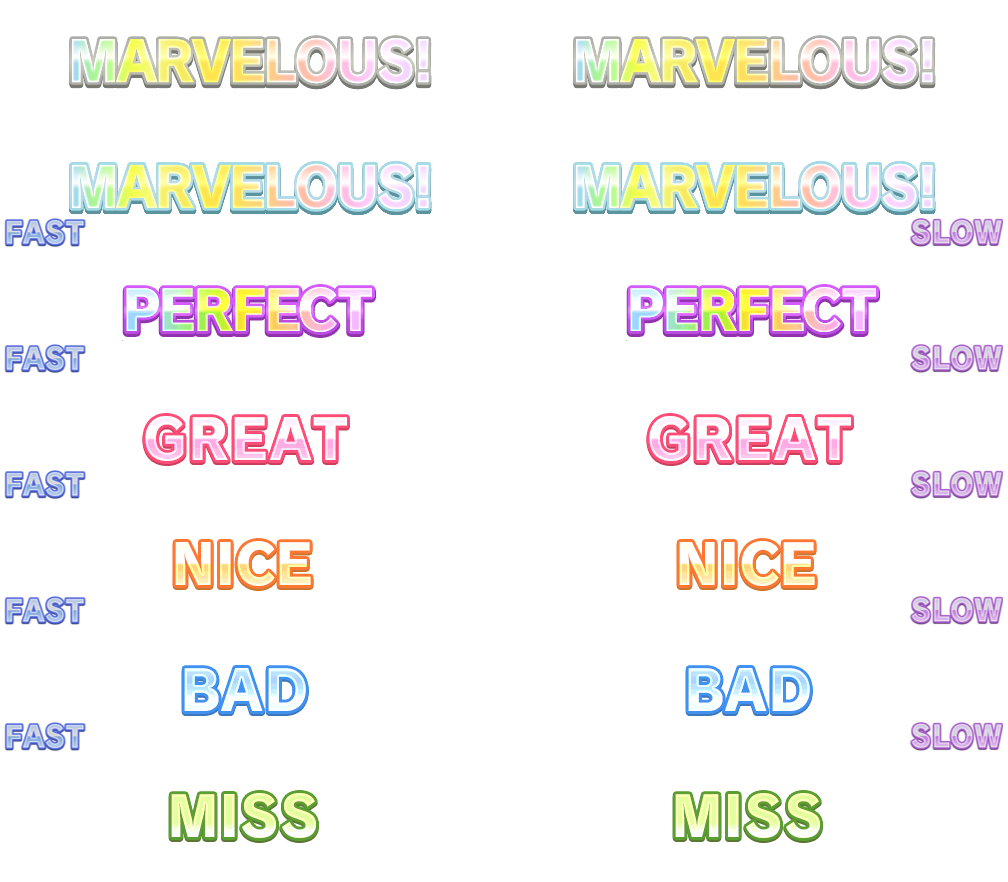 MARVELOUS! MARVELOUS!
MARVELOUS! MARVELOUS!
FAST SLOW
PERFECT PERFECT
FAST SLOW
GREAT GREAT
FAST SLOW
NICE NICE
FAST SLOW
BAD BAD
FAST SLOW
MISS MISS